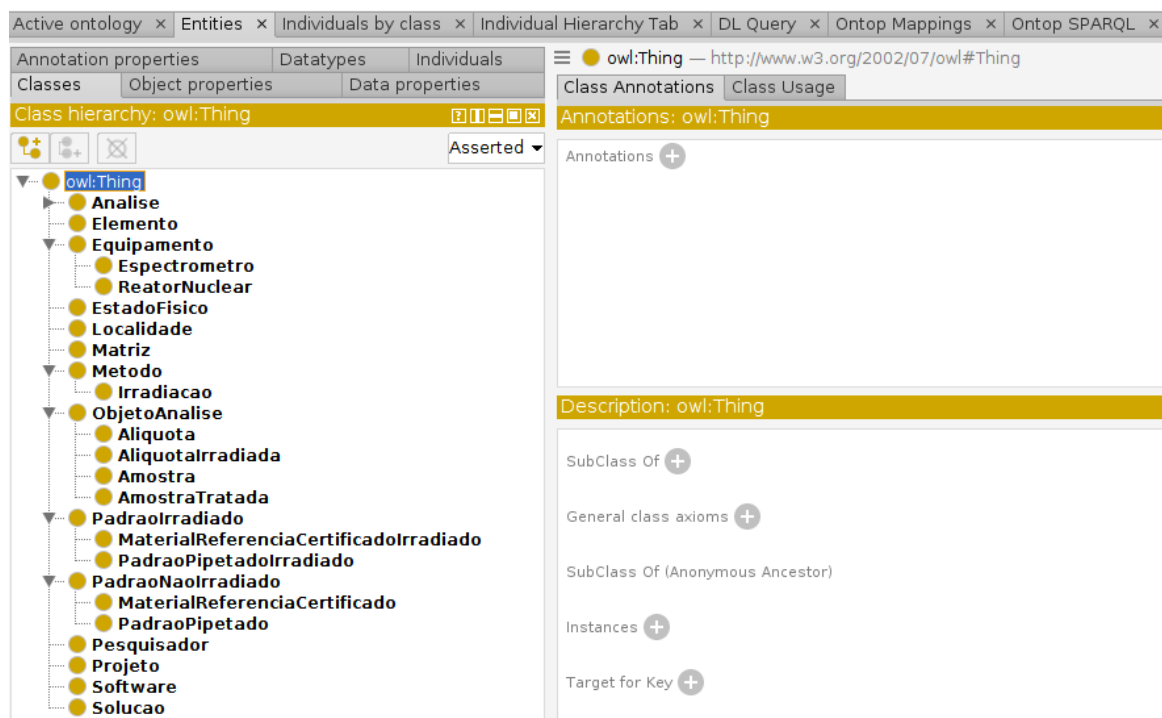 Active ontology × Entities × Individuals by class × Individual Hierarchy Tab × DL Query × Ontop Mappings × Ontop SPARQL ×
Annotation properties Datatypes Individuals
Classes Object properties Data properties
Class hierarchy: owl:Thing
Asserted
owl:Thing
Analise
Elemento
Equipamento
Espectrometro
ReatorNuclear
EstadoFisico
Localidade
Matriz
Metodo
Irradiacao
ObjetoAnalise
Aliquota
AliquotaIrradiada
Amostra
AmostraTratada
PadraoIrradiado
MaterialReferenciaCertificadoIrradiado
PadraoPipetadoIrradiado
PadraoNaoIrradiado
MaterialReferenciaCertificado
PadraoPipetado
Pesquisador
Projeto
Software
Solucao
owl:Thing — http://www.w3.org/2002/07/owl#Thing
Class Annotations Class Usage
Annotations: owl:Thing
Annotations
Description: owl:Thing
SubClass Of
General class axioms
SubClass Of (Anonymous Ancestor)
Instances
Target for Key